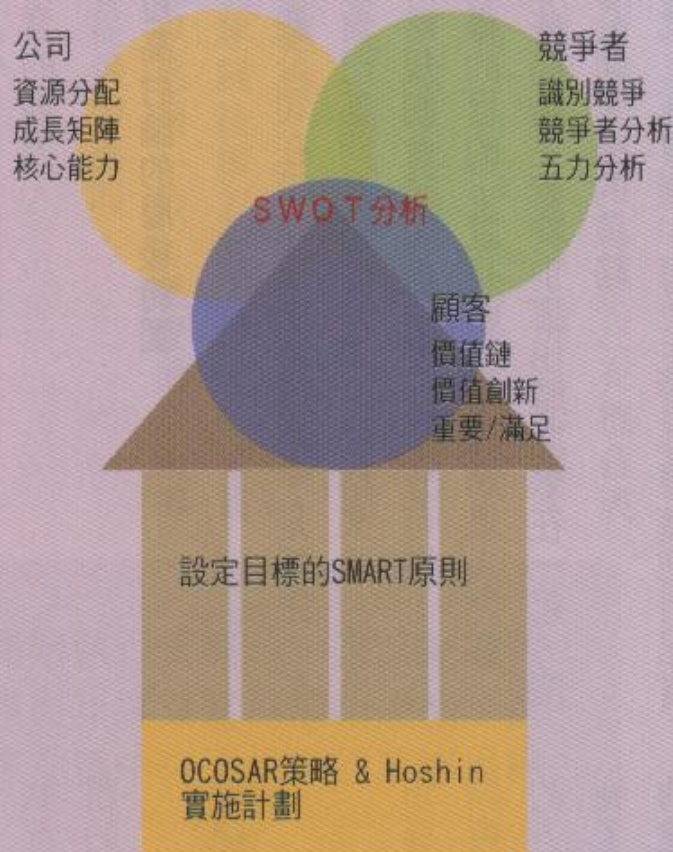 公司
資源分配
成長矩陣
核心能力
競爭者
識別競爭
競爭者分析
五力分析
SWOT分析
顧客
價值鏈
價值創新
重要/滿足
設定目標的SMART原則
OCOSAR策略 & Hoshin
實施計劃